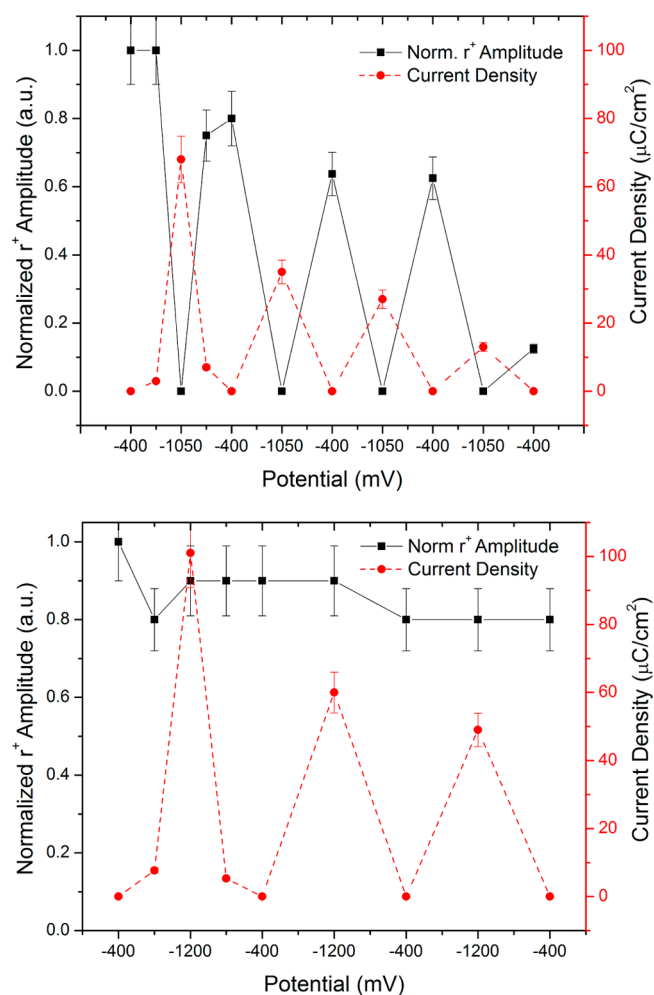 1.0
0.8
0.6
0.4
0.2
0.0
Normalized r⁺ Amplitude (a.u.)
Norm. r⁺ Amplitude
Current Density
100
80
60
40
20
0
Current Density (μC/cm²)
-400 -1050 -400 -1050 -400 -1050 -400 -1050 -400
Potential (mV)
1.0
0.8
0.6
0.4
0.2
0.0
Normalized r⁺ Amplitude (a.u.)
Norm r⁺ Amplitude
Current Density
100
80
60
40
20
0
Current Density (μC/cm²)
-400 -1200 -400 -1200 -400 -1200 -400
Potential (mV)